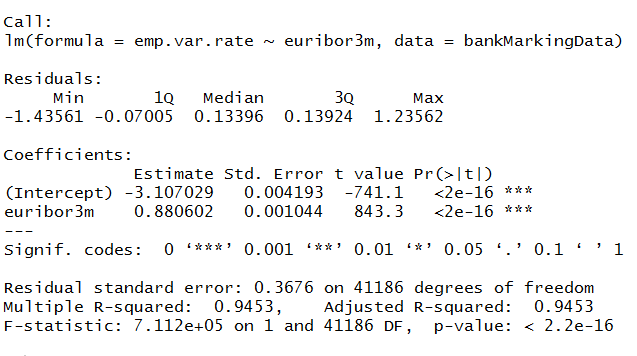 Call:
lm(formula = emp.var.rate ~ euribor3m, data = bankMarkingData)
Residuals:
Min 1Q Median 3Q Max
-1.43561 -0.07005 0.13396 0.13924 1.23562
Coefficients:
Estimate Std. Error t value Pr(>|t|)
(Intercept) -3.107029 0.004193 -741.1 <2e-16 ***
euribor3m 0.880602 0.001044 843.3 <2e-16 ***
---
Signif. codes: 0 ‘***’ 0.001 ‘**’ 0.01 ‘*’ 0.05 ‘.’ 0.1 ‘ ’ 1
Residual standard error: 0.3676 on 41186 degrees of freedom
Multiple R-squared: 0.9453, Adjusted R-squared: 0.9453
F-statistic: 7.112e+05 on 1 and 41186 DF, p-value: < 2.2e-16